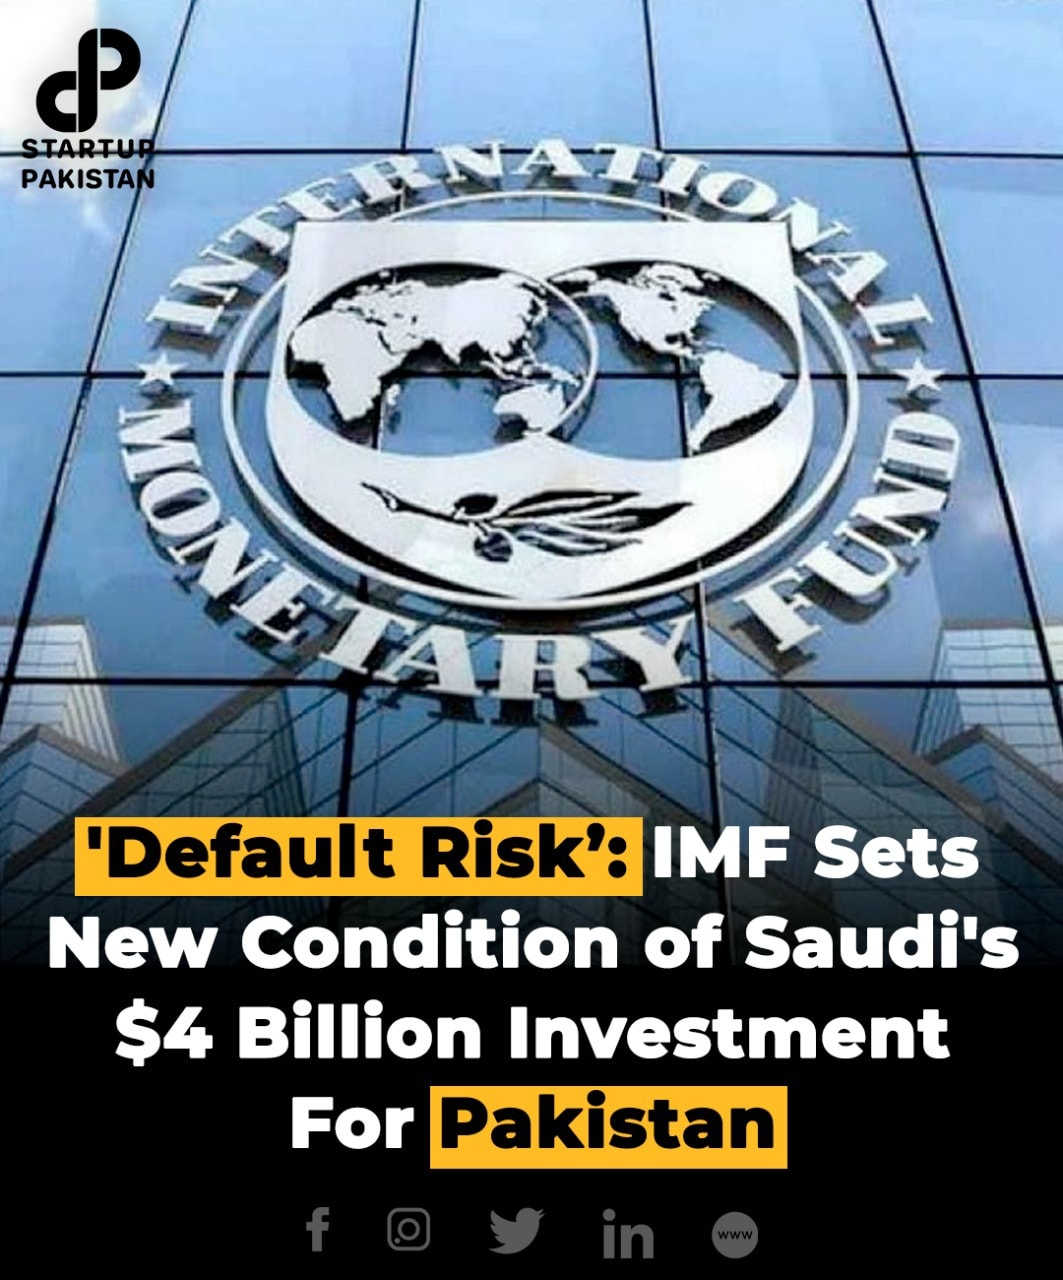 STARTUP
PAKISTAN
INTERNATIONAL
MONETARY FUND
'Default Risk’: IMF Sets
New Condition of Saudi's
$4 Billion Investment
For Pakistan
www